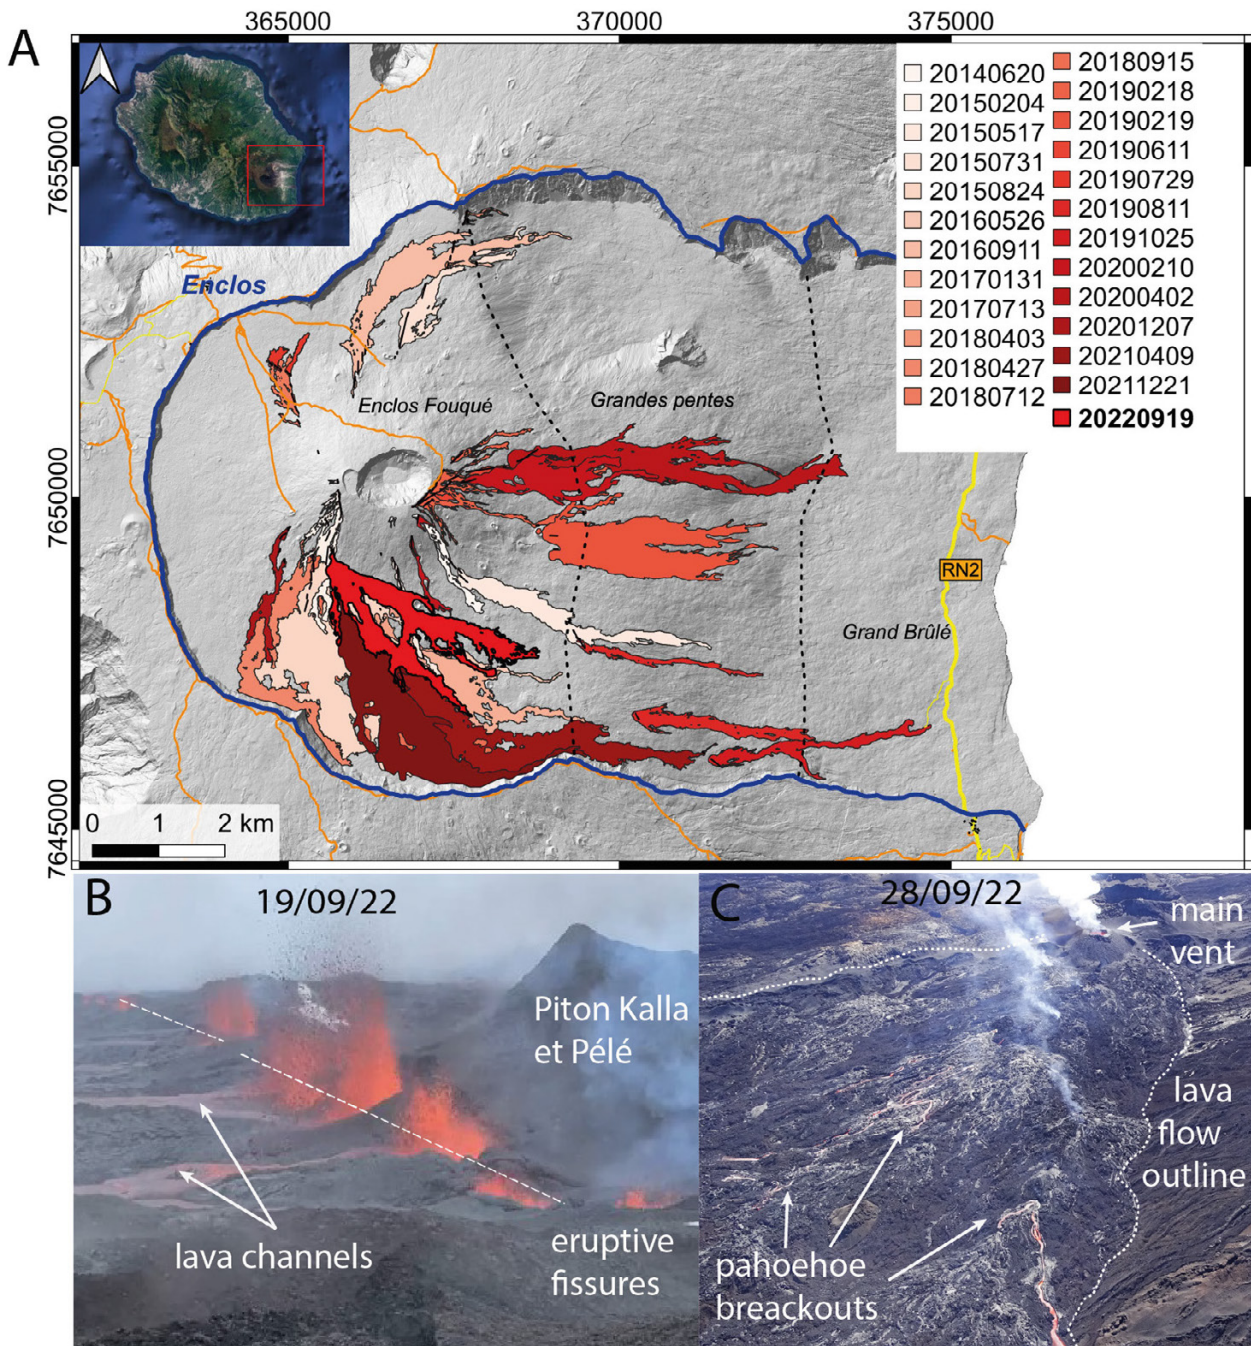 A
365000
370000
375000
7655000
7650000
7645000
Enclos
Enclos Fouqué
Grandes pentes
Grand Brûlé
RN2
0 1 2 km
20140620
20150204
20150517
20150731
20150824
20160526
20160911
20170131
20170713
20180403
20180427
20180712
20180915
20190218
20190219
20190611
20190729
20190811
20191025
20200210
20200402
20201207
20210409
20211221
20220919
B
19/09/22
Piton Kalla
et Pélé
lava channels
eruptive
fissures
C
28/09/22
main
vent
lava
flow
outline
pahoehoe
breackouts